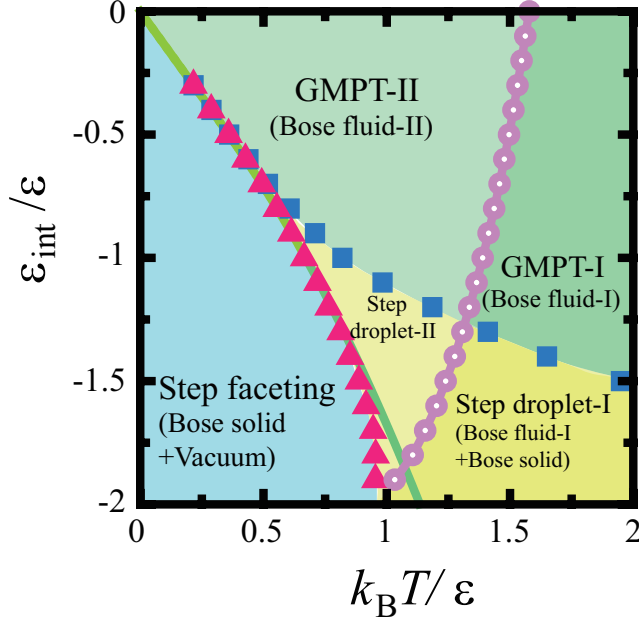 0
-0.5
-1
-1.5
-2
ε_int/ε
GMPT-II
(Bose fluid-II)
GMPT-I
(Bose fluid-I)
Step
droplet-II
Step faceting
(Bose solid
+Vacuum)
Step droplet-I
(Bose fluid-I
+Bose solid)
0 0.5 1 1.5 2
k_B T/ ε